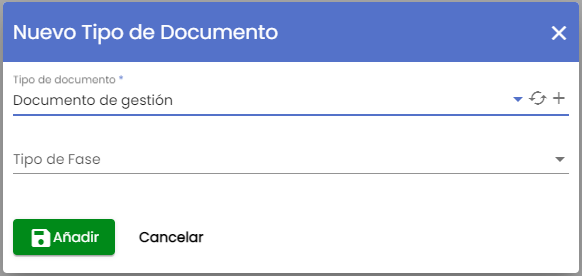 Nuevo Tipo de Documento
Tipo de documento *
Documento de gestión
Tipo de Fase
Añadir
Cancelar